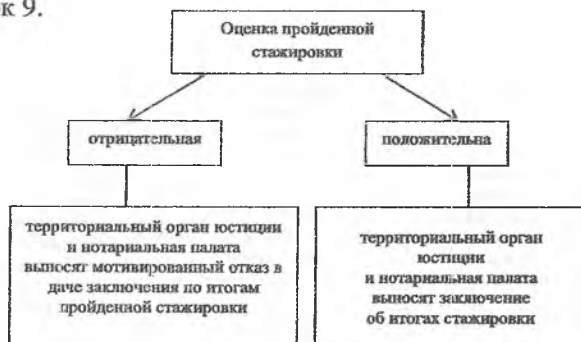 к 9.
Оценка пройденной
стажировки
отрицательная
положительна
территориальный орган юстиции
и нотариальная палата
выносят мотивированный отказ в
даче заключения по итогам
пройденной стажировки
территориальный орган
юстиции
и нотариальная палата
выносят заключение
об итогах стажировки